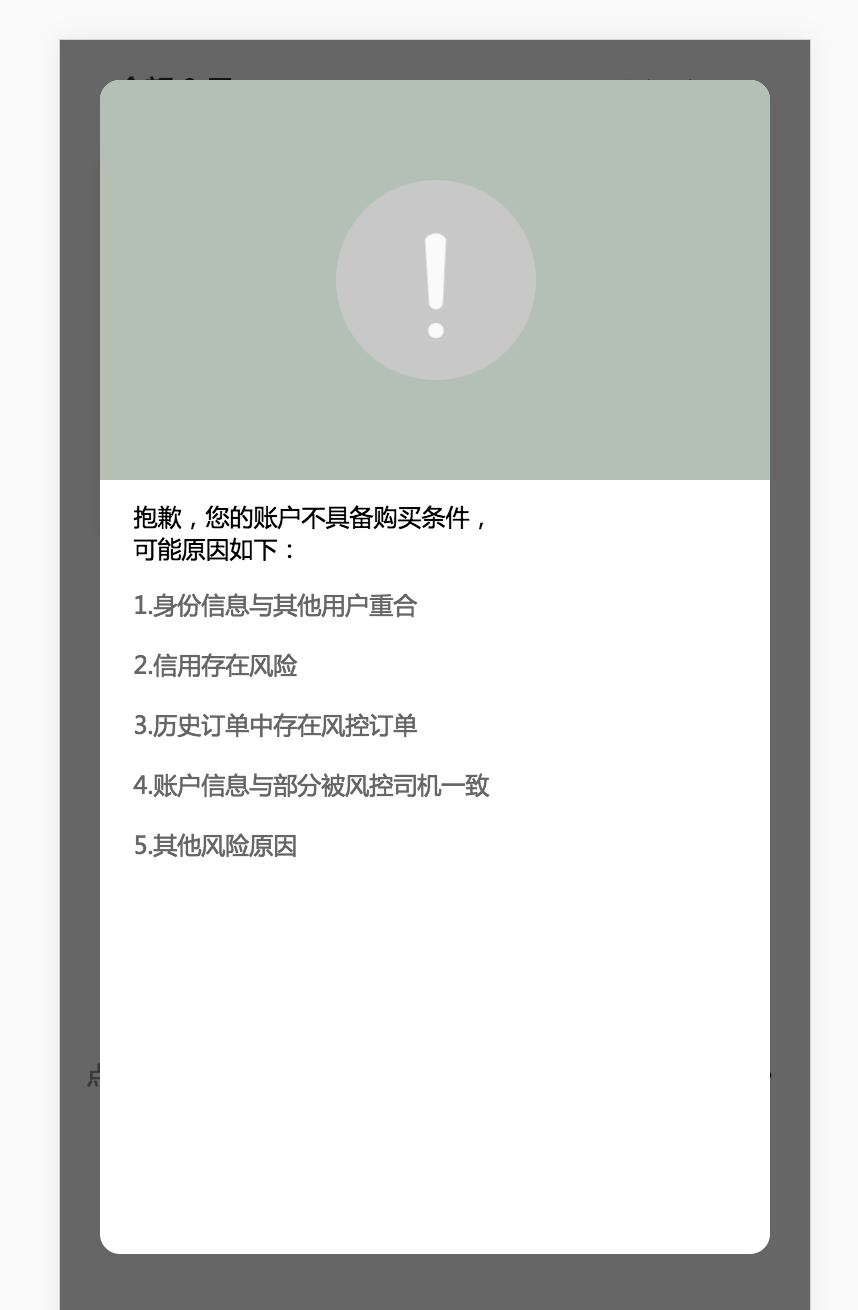 抱歉，您的账户不具备购买条件，
可能原因如下：
1.身份信息与其他用户重合
2.信用存在风险
3.历史订单中存在风控订单
4.账户信息与部分被风控司机一致
5.其他风险原因